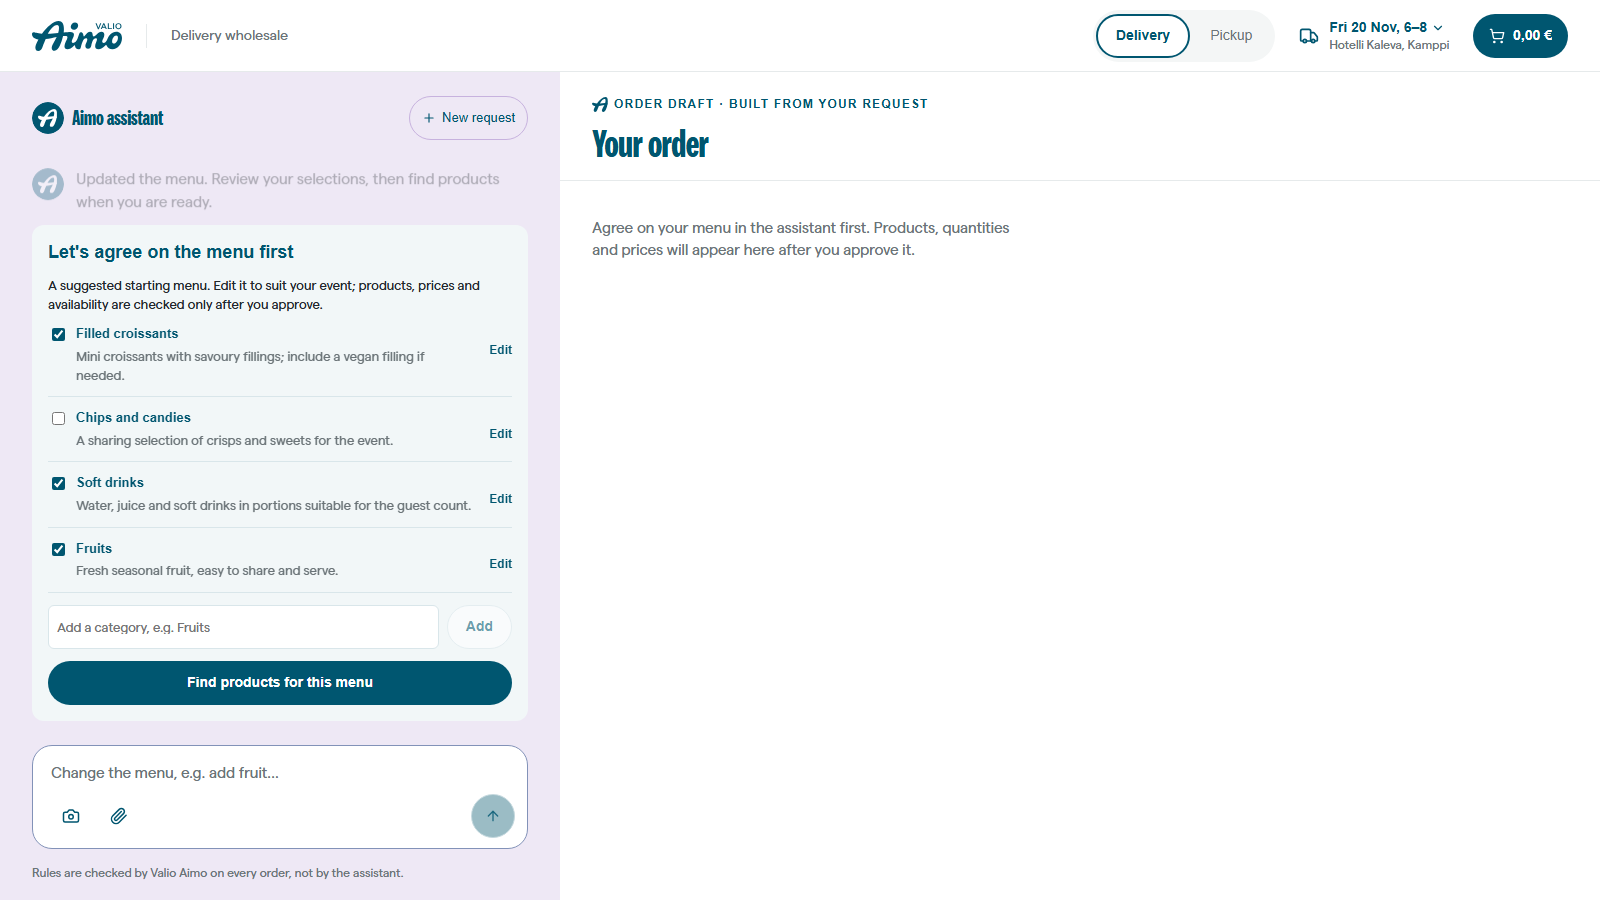 VALIO
Aimo
Delivery wholesale
Delivery
Pickup
Fri 20 Nov, 6–8
Hotelli Kaleva, Kamppi
0,00 €
Aimo assistant
+ New request
Updated the menu. Review your selections, then find products
when you are ready.
Let's agree on the menu first
A suggested starting menu. Edit it to suit your event; products, prices and
availability are checked only after you approve.
Filled croissants
Mini croissants with savoury fillings; include a vegan filling if
needed.
Edit
Chips and candies
A sharing selection of crisps and sweets for the event.
Edit
Soft drinks
Water, juice and soft drinks in portions suitable for the guest count.
Edit
Fruits
Fresh seasonal fruit, easy to share and serve.
Edit
Add a category, e.g. Fruits
Add
Find products for this menu
Change the menu, e.g. add fruit...
Rules are checked by Valio Aimo on every order, not by the assistant.
ORDER DRAFT · BUILT FROM YOUR REQUEST
Your order
Agree on your menu in the assistant first. Products, quantities
and prices will appear here after you approve it.